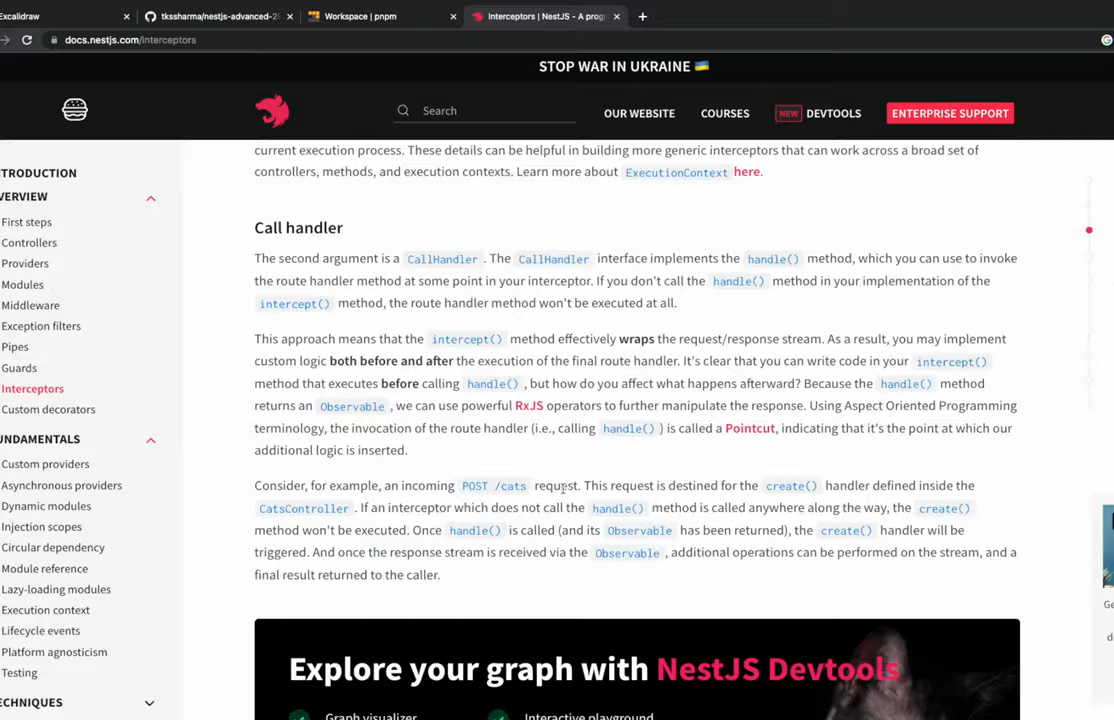 Excalidraw
tkssharma/nestjs-advanced-20
Workspace | pnpm
Interceptors | NestJS - A prog
docs.nestjs.com/interceptors
STOP WAR IN UKRAINE 🇺🇦
Search
OUR WEBSITE
COURSES
NEW DEVTOOLS
ENTERPRISE SUPPORT
NTRODUCTION
VERVIEW
First steps
Controllers
Providers
Modules
Middleware
Exception filters
Pipes
Guards
Interceptors
Custom decorators
UNDAMENTALS
Custom providers
Asynchronous providers
Dynamic modules
Injection scopes
Circular dependency
Module reference
Lazy-loading modules
Execution context
Lifecycle events
Platform agnosticism
Testing
ECHNIQUES
current execution process. These details can be helpful in building more generic interceptors that can work across a broad set of
controllers, methods, and execution contexts. Learn more about ExecutionContext here.
Call handler
The second argument is a CallHandler. The CallHandler interface implements the handle() method, which you can use to invoke
the route handler method at some point in your interceptor. If you don't call the handle() method in your implementation of the
intercept() method, the route handler method won't be executed at all.
This approach means that the intercept() method effectively wraps the request/response stream. As a result, you may implement
custom logic both before and after the execution of the final route handler. It's clear that you can write code in your intercept()
method that executes before calling handle(), but how do you affect what happens afterward? Because the handle() method
returns an Observable, we can use powerful RxJS operators to further manipulate the response. Using Aspect Oriented Programming
terminology, the invocation of the route handler (i.e., calling handle()) is called a Pointcut, indicating that it's the point at which our
additional logic is inserted.
Consider, for example, an incoming POST /cats request. This request is destined for the create() handler defined inside the
CatsController. If an interceptor which does not call the handle() method is called anywhere along the way, the create()
method won't be executed. Once handle() is called (and its Observable has been returned), the create() handler will be
triggered. And once the response stream is received via the Observable, additional operations can be performed on the stream, and a
final result returned to the caller.
Explore your graph with NestJS Devtools
Graph visualizer
Interactive playground
Ge
d